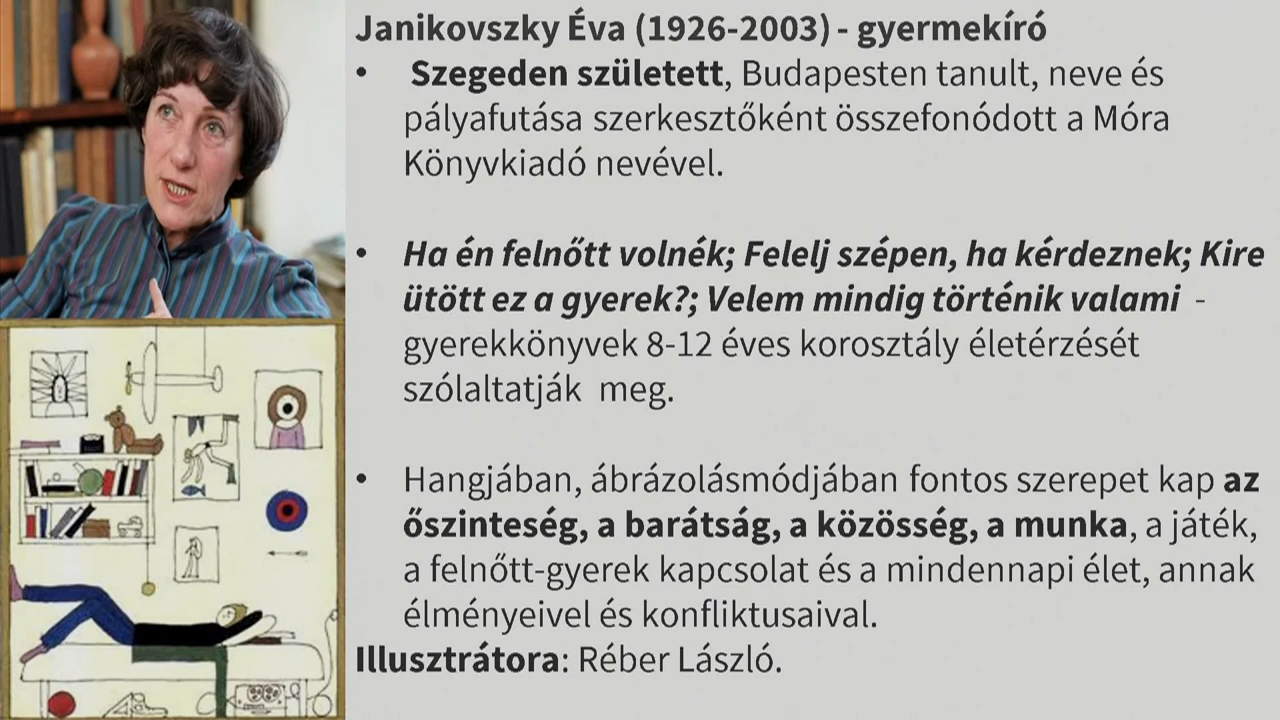 Janikovszky Éva (1926-2003) - gyermekíró
• Szegeden született, Budapesten tanult, neve és
pályafutása szerkesztőként összefonódott a Móra
Könyvkiadó nevével.
• Ha én felnőtt volnék; Felelj szépen, ha kérdeznek; Kire
ütött ez a gyerek?; Velem mindig történik valami -
gyerekkönyvek 8-12 éves korosztály életérzését
szólaltatják meg.
• Hangjában, ábrázolásmódjában fontos szerepet kap az
őszinteség, a barátság, a közösség, a munka, a játék,
a felnőtt-gyerek kapcsolat és a mindennapi élet, annak
élményeivel és konfliktusaival.
Illusztrátora: Réber László.